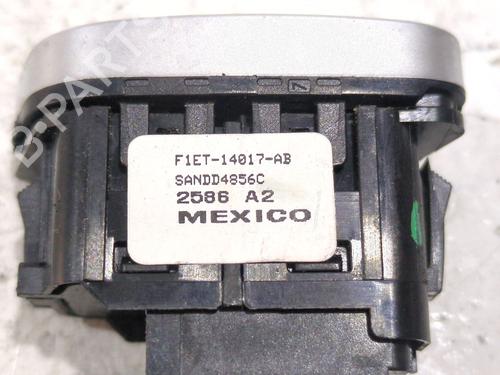 B-PARTS
F1ET-14017-AB
SANDD4856C
2586 A2
MEXICO